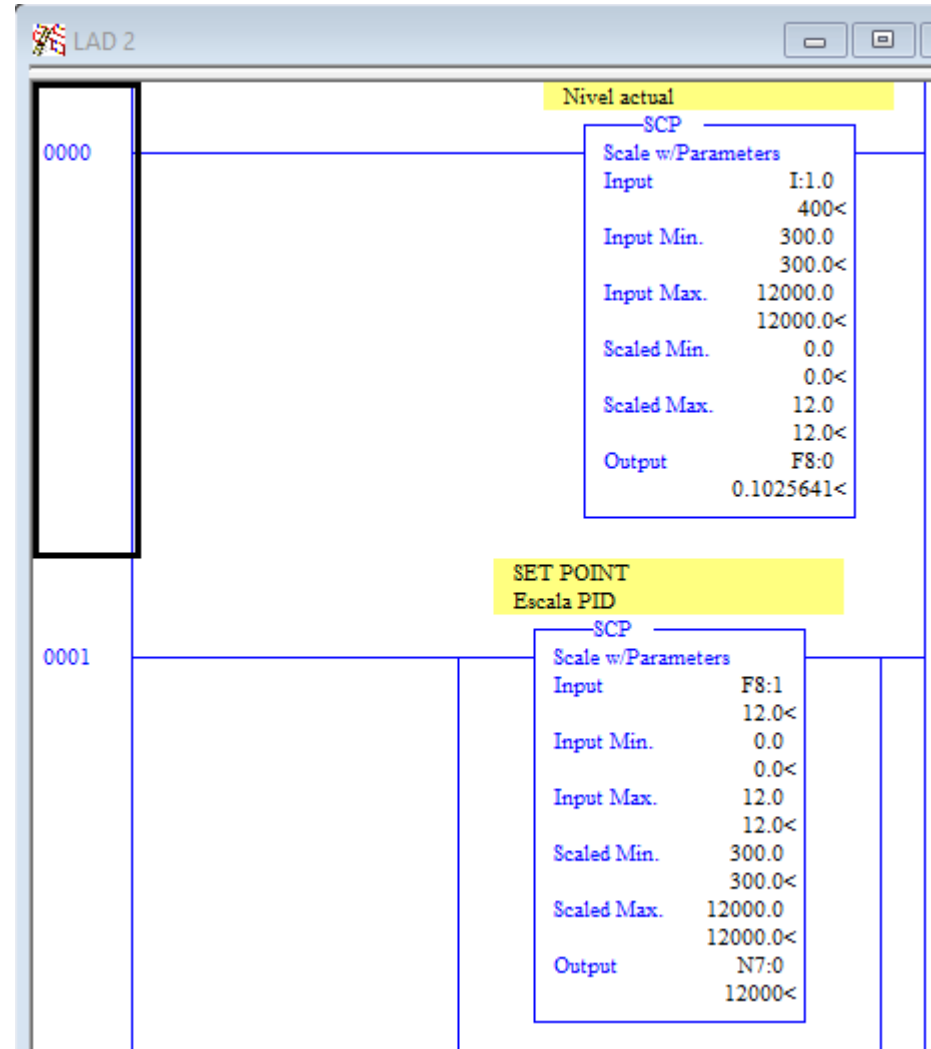 LAD 2
Nivel actual
SCP
0000
Scale w/Parameters
Input I:1.0
400<
Input Min. 300.0
300.0<
Input Max. 12000.0
12000.0<
Scaled Min. 0.0
0.0<
Scaled Max. 12.0
12.0<
Output F8:0
0.1025641<
SET POINT
Escala PID
SCP
0001
Scale w/Parameters
Input F8:1
12.0<
Input Min. 0.0
0.0<
Input Max. 12.0
12.0<
Scaled Min. 300.0
300.0<
Scaled Max. 12000.0
12000.0<
Output N7:0
12000<